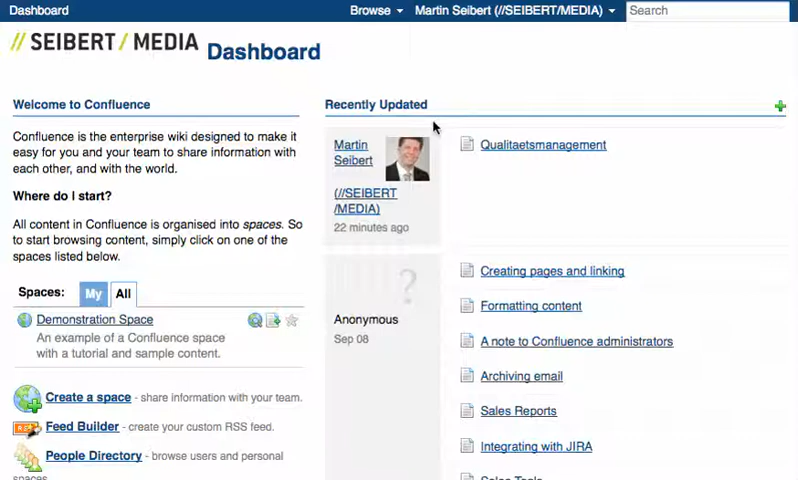 Dashboard
Browse
Martin Seibert (//SEIBERT/MEDIA)
Search
// SEIBERT / MEDIA
Dashboard
Welcome to Confluence
Confluence is the enterprise wiki designed to make it
easy for you and your team to share information with
each other, and with the world.
Where do I start?
All content in Confluence is organised into spaces. So
to start browsing content, simply click on one of the
spaces listed below.
Spaces: My All
Demonstration Space
An example of a Confluence space
with a tutorial and sample content.
Create a space - share information with your team.
RSS
Feed Builder - create your custom RSS feed.
People Directory - browse users and personal
spaces
Recently Updated
Martin
Seibert
(//SEIBERT
/MEDIA)
22 minutes ago
Qualitaetsmanagement
?
Anonymous
Sep 08
Creating pages and linking
Formatting content
A note to Confluence administrators
Archiving email
Sales Reports
Integrating with JIRA
Sales Tools